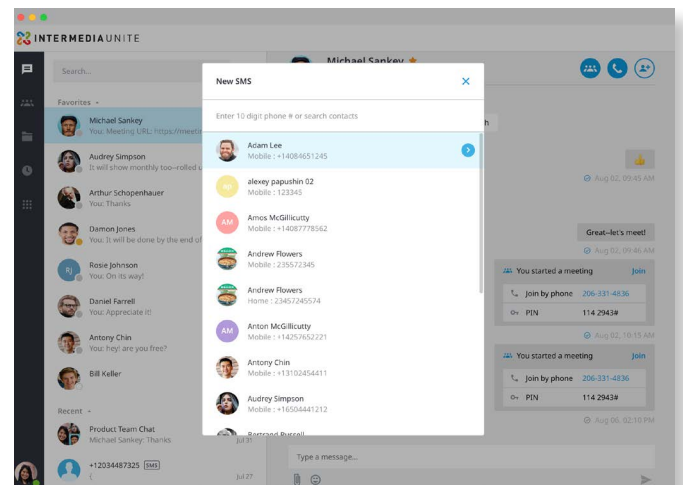 INTERMEDIAUNITE
Search...
Favorites
Michael Sankey
You: Meeting URL: https://meetin
Audrey Simpson
It will show monthly too--rolled u
Arthur Schopenhauer
You: Thanks
Damon Jones
You: It will be done by the end of
RJ
Rosie Johnson
You: On its way!
Daniel Farrell
You: Appreciate it!
Antony Chin
You: hey! are you free?
Bill Keller
Recent
Product Team Chat
Michael Sankey: Thanks
Jul 31
+12034487325 SMS
(
Jul 27
New SMS
Enter 10 digit phone # or search contacts
Adam Lee
Mobile : +14084651245
alexey papushin 02
Mobile : 123345
AM
Amos McGillicutty
Mobile : +14087778562
Andrew Flowers
Mobile : 235572345
Andrew Flowers
Home : 23457245574
AM
Anton McGillicutty
Mobile : +14257652221
Antony Chin
Mobile : +13102454411
Audrey Simpson
Mobile : +16504441212
Bertrand Russell
Michael Sankey
h
Aug 02, 09:45 AM
Great--let's meet!
Aug 02, 09:46 AM
You started a meeting Join
Join by phone 206-331-4836
PIN 114 2943#
Aug 02, 10:15 AM
You started a meeting Join
Join by phone 206-331-4836
PIN 114 2943#
Aug 06, 02:10 PM
Type a message...